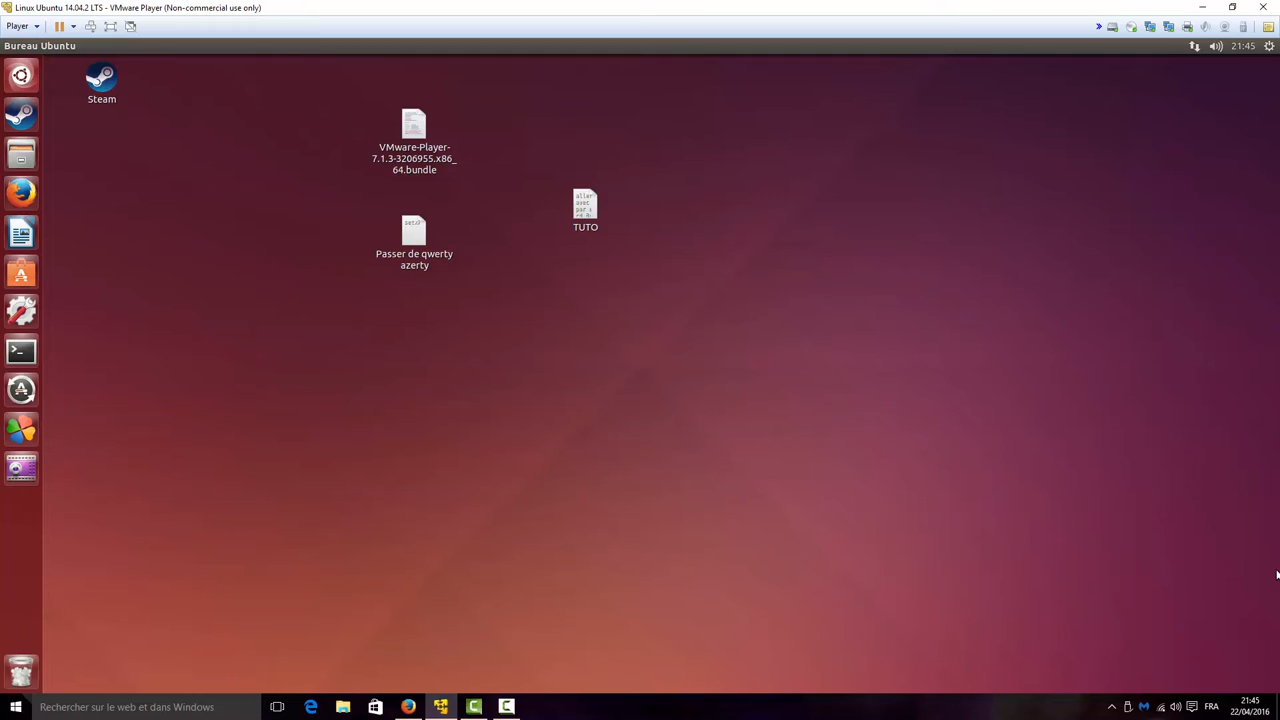 Linux Ubuntu 14.04.2 LTS - VMware Player (Non-commercial use only)
Player
Bureau Ubuntu
21:45
Steam
VMware-Player-
7.1.3-3206955.x86_
64.bundle
TUTO
Passer de qwerty
azerty
Rechercher sur le web et dans Windows
FRA
21:45
22/04/2016